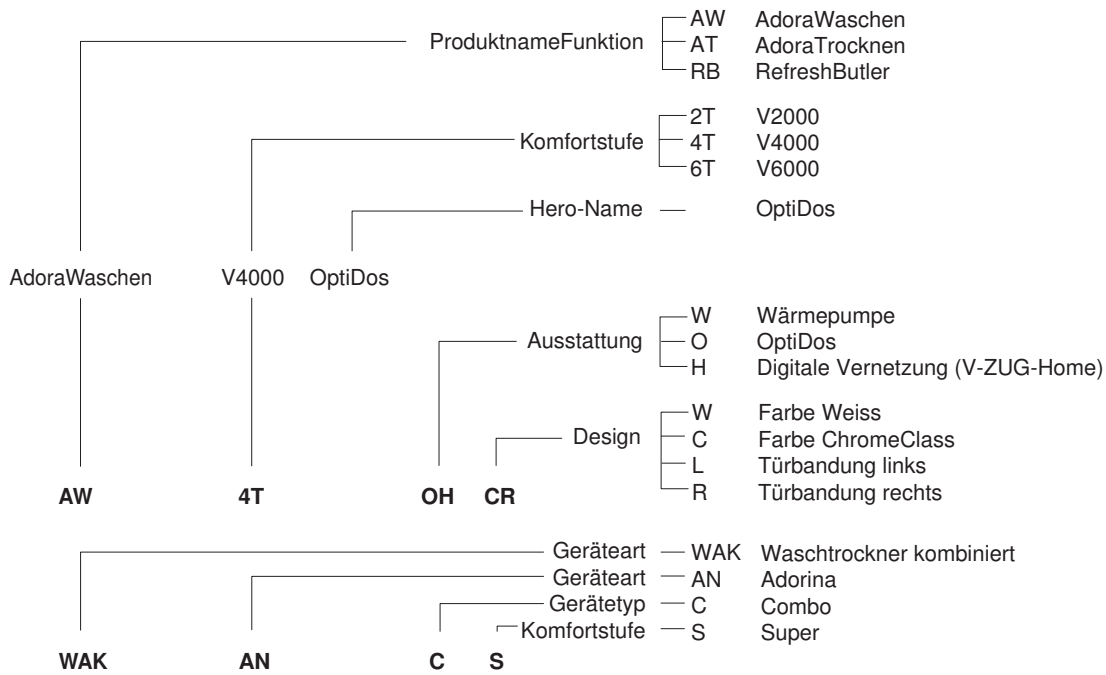 AW AdoraWaschen
ProduktnameFunktion AT AdoraTrocknen
RB RefreshButler
2T V2000
Komfortstufe 4T V4000
6T V6000
Hero-Name OptiDos
AdoraWaschen V4000 OptiDos
W Wärmepumpe
Ausstattung O OptiDos
H Digitale Vernetzung (V-ZUG-Home)
W Farbe Weiss
Design C Farbe ChromeClass
L Türbandung links
AW 4T OH CR R Türbandung rechts
Geräteart WAK Waschtrockner kombiniert
Geräteart AN Adorina
Gerätetyp C Combo
Komfortstufe S Super
WAK AN C S